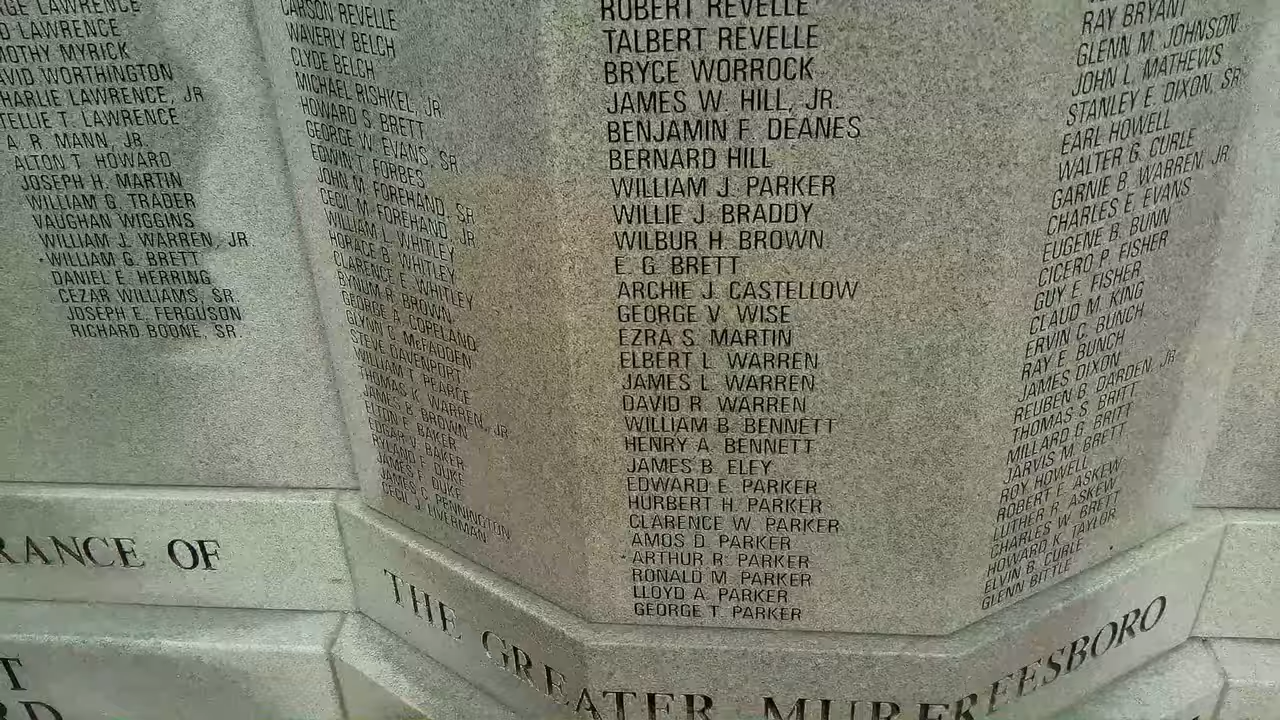 LAWRENCE
LAWRENCE
MYRICK
WORTHINGTON
LAWRENCE, JR
T. LAWRENCE
A. R. MANN, JR.
ALTON T. HOWARD
JOSEPH H. MARTIN
WILLIAM G. TRADER
VAUGHAN WIGGINS
WILLIAM J. WARREN, JR.
WILLIAM G. BRETT
DANIEL E. HERRING
CEZAR WILLIAMS, SR.
JOSEPH E. FERGUSON
RICHARD BOONE, SR.
CARSON REVELLE
WAVERLY BELCH
CLYDE BELCH
MICHAEL RISHKEL, JR.
HOWARD S. BRETT
GEORGE W. EVANS, SR.
EDWIN T. FORBES
JOHN M. FOREHAND, SR.
CECIL M. FOREHAND, JR.
WILLIAM L. WHITLEY
HORACE B. WHITLEY
CLARENCE E. WHITLEY
BYNUM R. BROWN
GEORGE A. COPELAND
GLYNN C. McFADDEN
STEVE DAVENPORT
WILLIAM T. PEARCE
THOMAS K. WARREN, JR.
JAMES B. BROWN
ELTON E. BAKER
EDGAR V. BAKER
RYLAND F. DUKE
JAMES F. DUKE
JAMES C. PENNINGTON
CECIL J. LIVERMAN
ROBERT REVELLE
TALBERT REVELLE
BRYCE WORROCK
JAMES W. HILL, JR.
BENJAMIN F. DEANES
BERNARD HILL
WILLIAM J. PARKER
WILLIE J. BRADDY
WILBUR H. BROWN
E. G. BRETT
ARCHIE J. CASTELLOW
GEORGE V. WISE
EZRA S. MARTIN
ELBERT L. WARREN
JAMES L. WARREN
DAVID R. WARREN
WILLIAM B. BENNETT
HENRY A. BENNETT
JAMES B. ELEY
EDWARD E. PARKER
HURBERT H. PARKER
CLARENCE W. PARKER
AMOS D. PARKER
ARTHUR R. PARKER
RONALD M. PARKER
LLOYD A. PARKER
GEORGE T. PARKER
RAY BRYANT
GLENN M. JOHNSON
JOHN L. MATHEWS
STANLEY E. DIXON, SR.
EARL HOWELL
WALTER G. CURLE
GARNIE B. WARREN, JR.
CHARLES E. EVANS
EUGENE B. BUNN
CICERO P. FISHER
GUY E. FISHER
CLAUD M. KING
ERVIN C. BUNCH
RAY E. BUNCH
JAMES DIXON
REUBEN B. DARDEN, JR.
THOMAS S. BRITT
MILLARD G. BRITT
JARVIS M. BRETT
ROY HOWELL
ROBERT F. ASKEW
LUTHER R. ASKEW
CHARLES W. BRETT
HOWARD K. TAYLOR
ELVIN B. CURLE
GLENN BITTLE
OF
THE GREATER MURFREESBORO